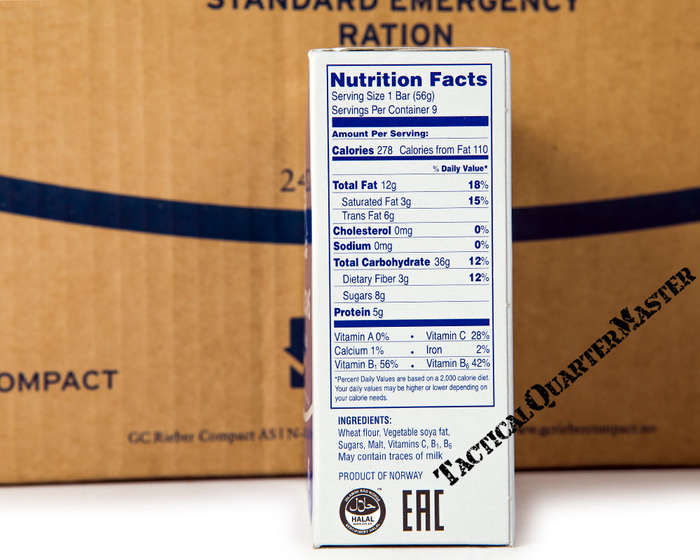 STANDARD EMERGENCY
RATION
24
COMPACT
GC Rieber Compact AS I N-
www.gcrieber-compact.no
Nutrition Facts
Serving Size 1 Bar (56g)
Servings Per Container 9
Amount Per Serving:
Calories 278 Calories from Fat 110
% Daily Value*
Total Fat 12g 18%
Saturated Fat 3g 15%
Trans Fat 6g
Cholesterol 0mg 0%
Sodium 0mg 0%
Total Carbohydrate 36g 12%
Dietary Fiber 3g 12%
Sugars 8g
Protein 5g
Vitamin A 0% • Vitamin C 28%
Calcium 1% • Iron 2%
Vitamin B₁ 56% • Vitamin B₆ 42%
*Percent Daily Values are based on a 2,000 calorie diet.
Your daily values may be higher or lower depending on
your calorie needs.
INGREDIENTS:
Wheat flour, Vegetable soya fat,
Sugars, Malt, Vitamins C, B₁, B₆
May contain traces of milk
PRODUCT OF NORWAY
حلال
HALAL
EAC
TACTICALQUARTERMASTER